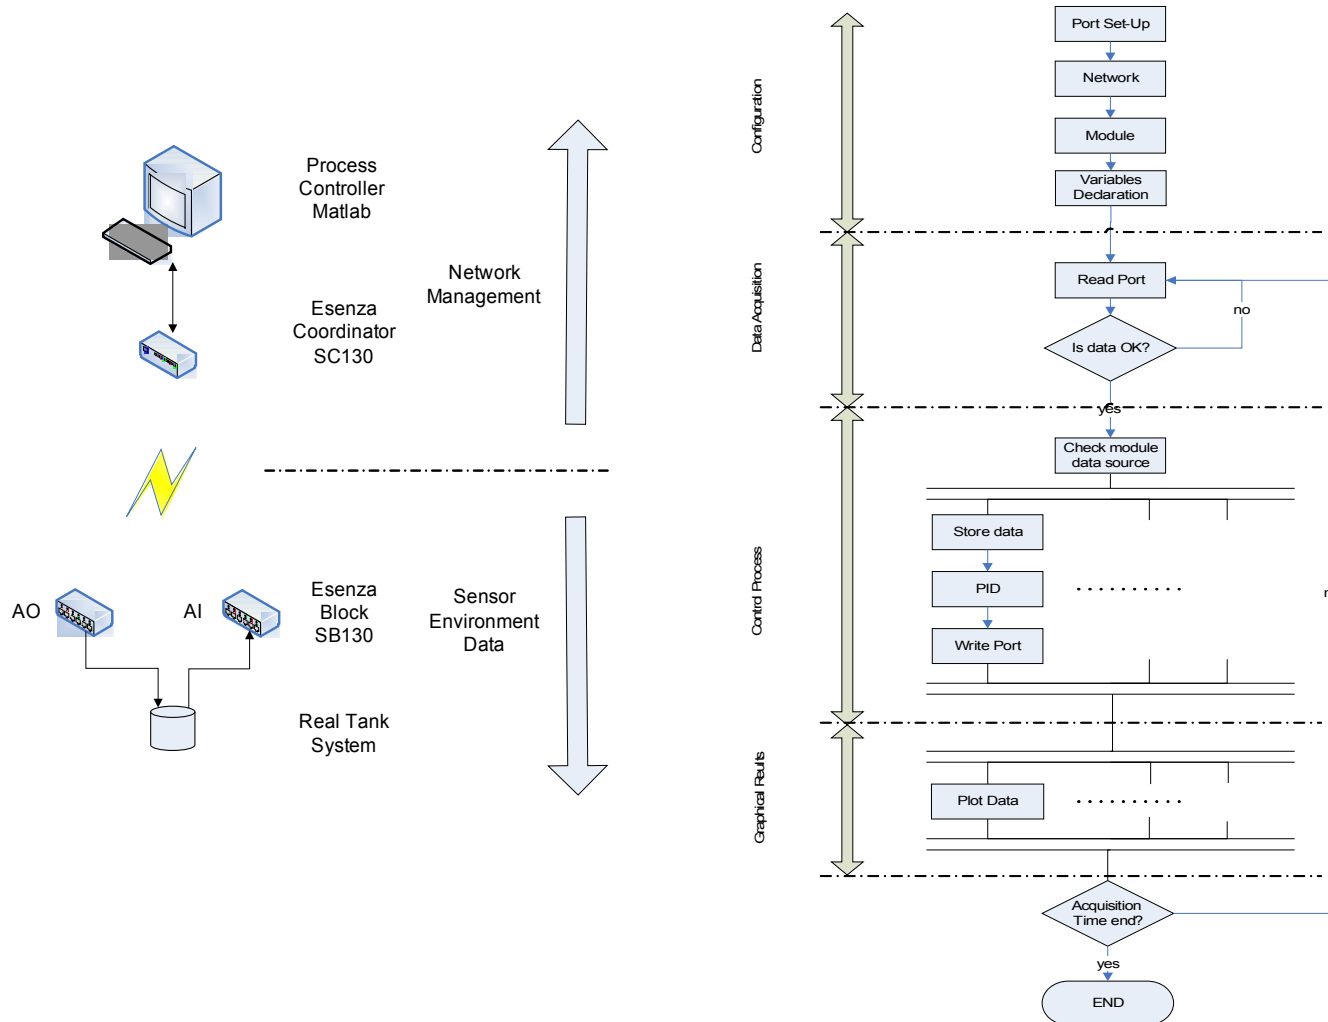 Process
Controller
Matlab
Esenza
Coordinator
SC130
Network
Management
AO
AI
Esenza
Block
SB130
Sensor
Environment
Data
Real Tank
System
Configuration
Port Set-Up
Network
Module
Variables
Declaration
Data Acquisition
Read Port
no
Is data OK?
yes
Control Process
Check module
data source
Store data
PID
Write Port
Graphical Results
Plot Data
Acquisition
Time end?
yes
END